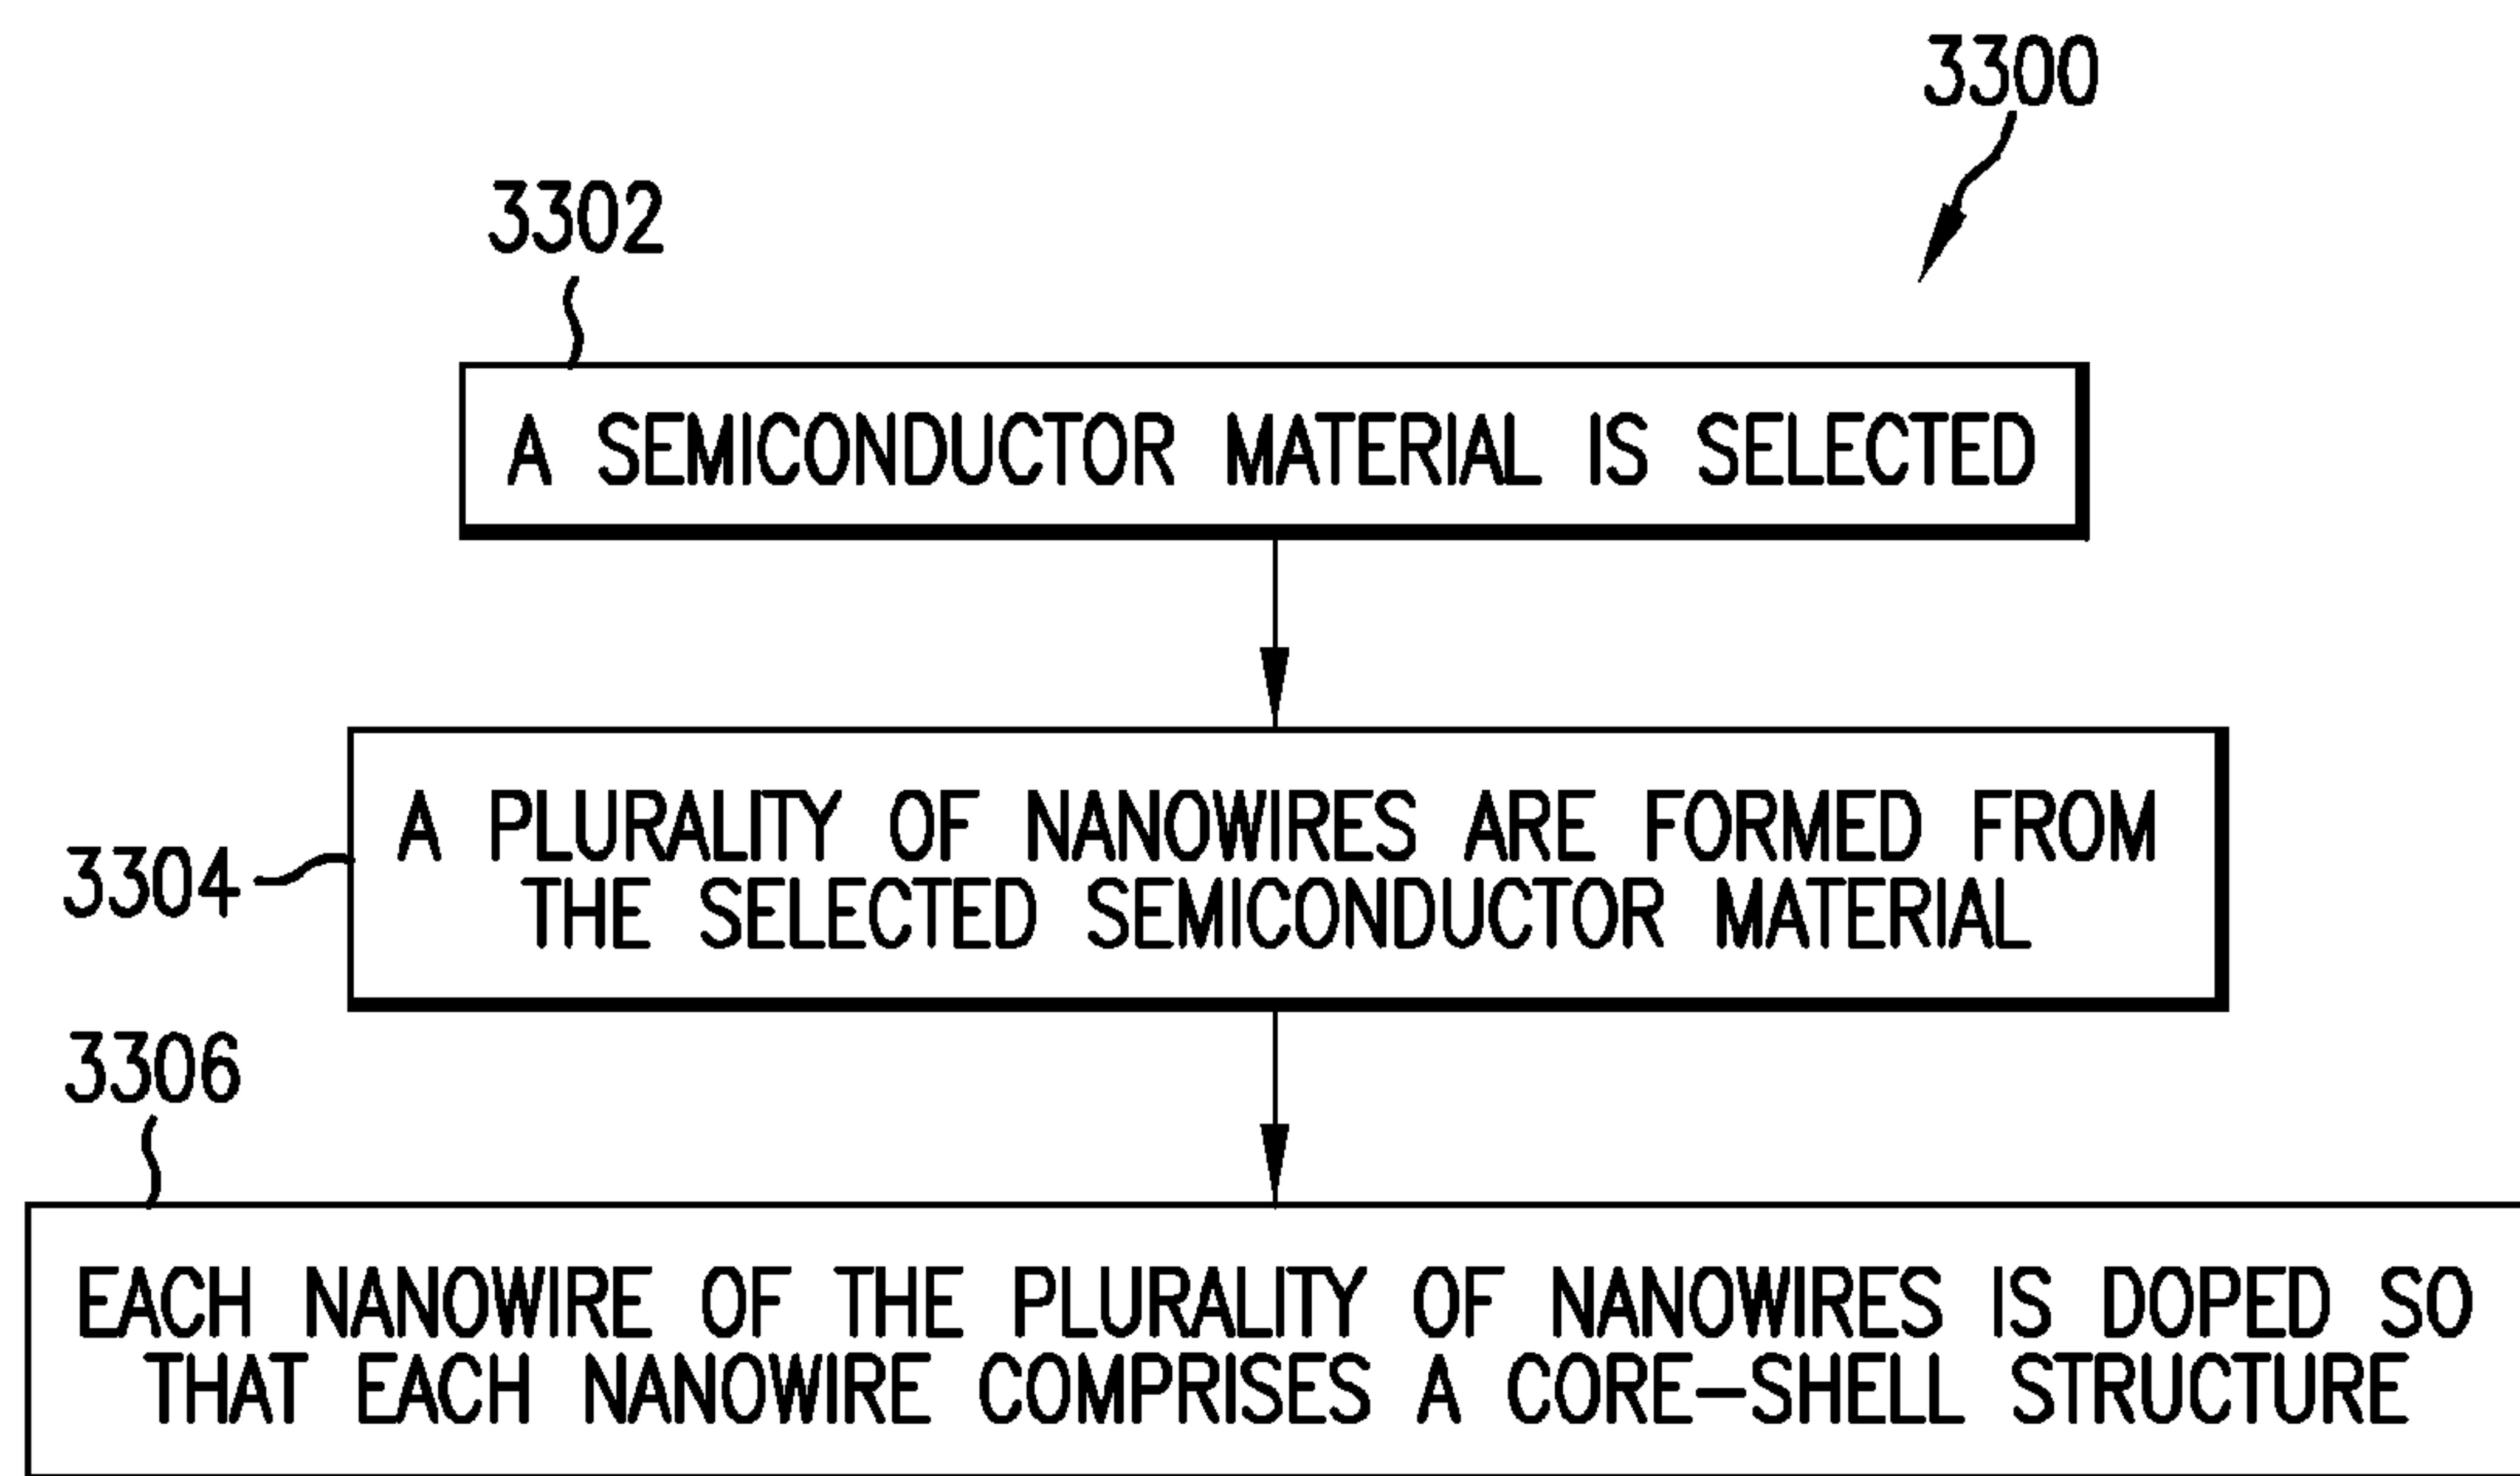 3300
3302
A SEMICONDUCTOR MATERIAL IS SELECTED
3304
A PLURALITY OF NANOWIRES ARE FORMED FROM
THE SELECTED SEMICONDUCTOR MATERIAL
3306
EACH NANOWIRE OF THE PLURALITY OF NANOWIRES IS DOPED SO
THAT EACH NANOWIRE COMPRISES A CORE-SHELL STRUCTURE